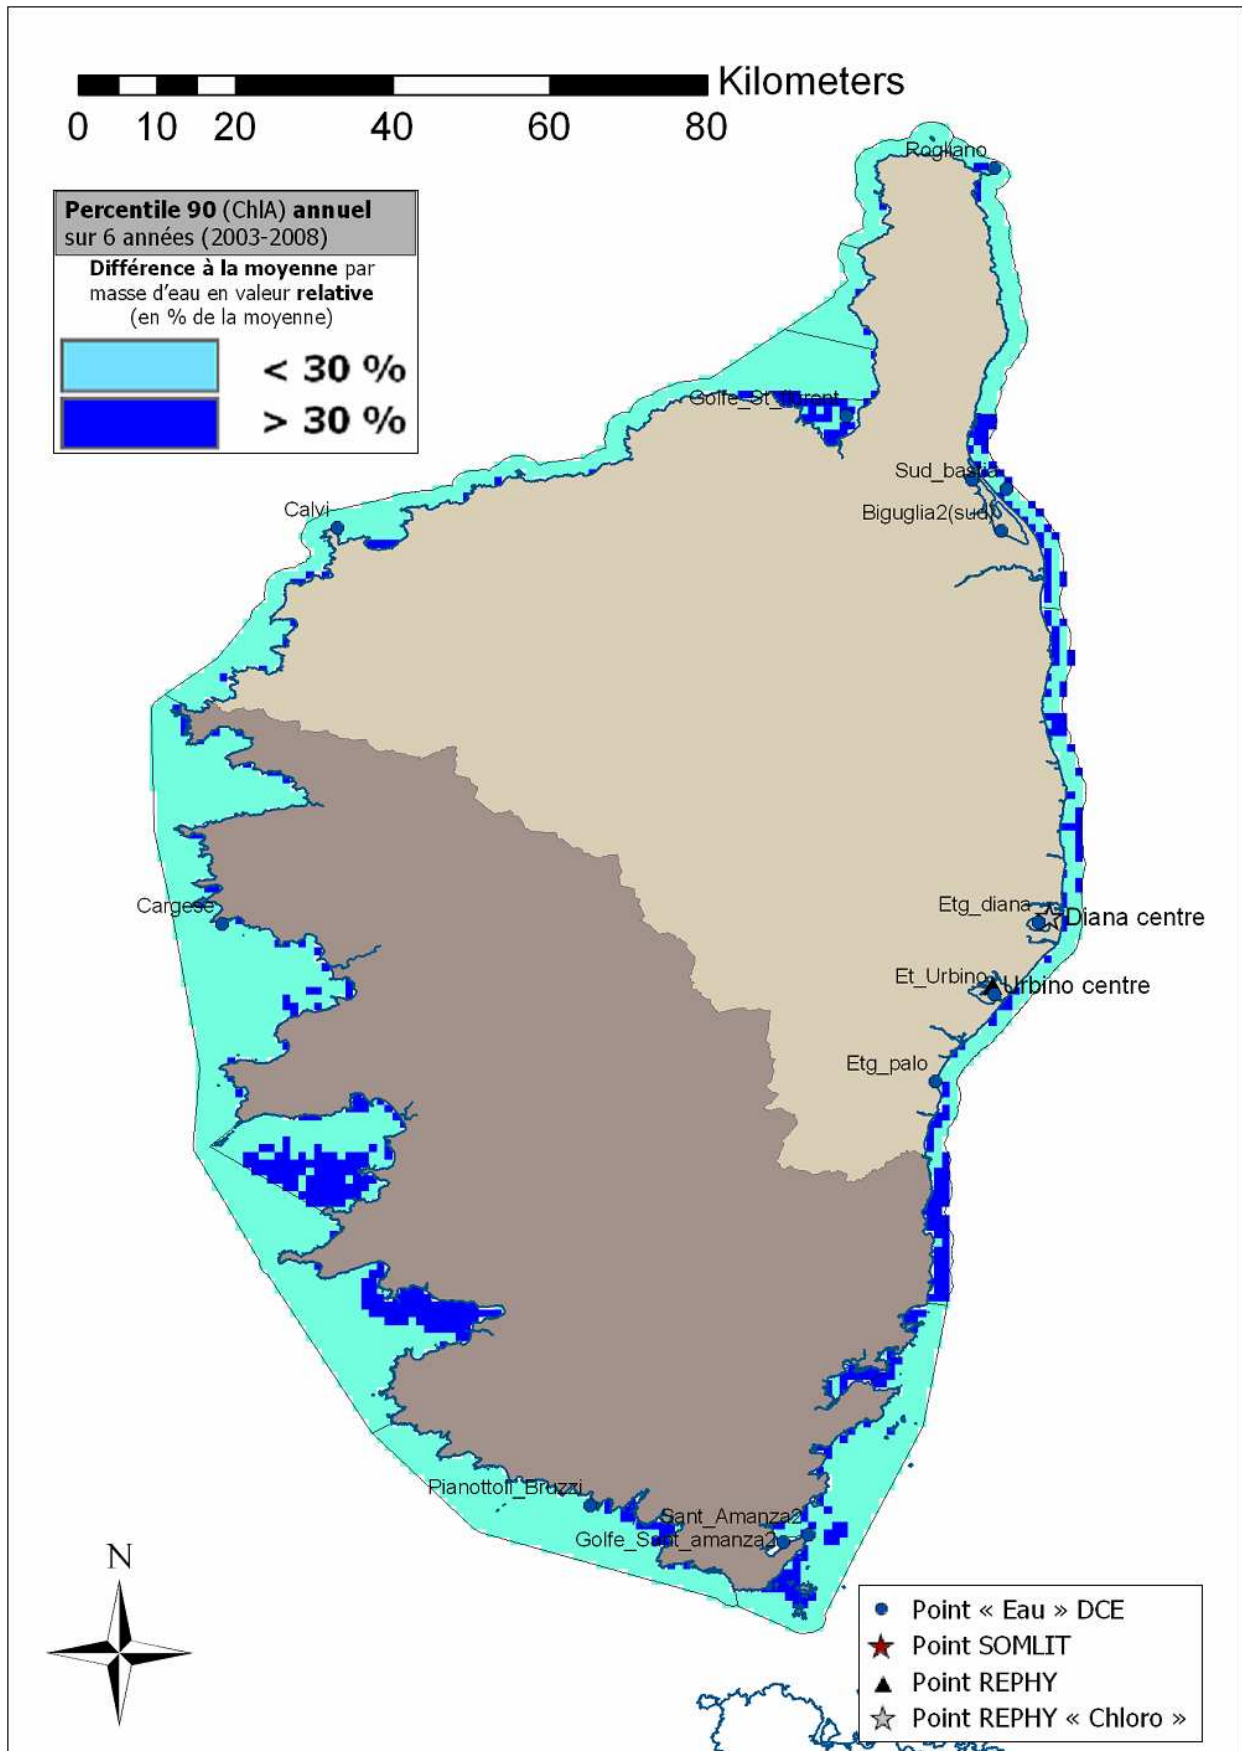 Kilometers
0 10 20 40 60 80
Rogliano
Percentile 90 (ChlA) annuel
sur 6 années (2003-2008)
Différence à la moyenne par
masse d'eau en valeur relative
(en % de la moyenne)
< 30 %
> 30 %
Golfe_St_florent
Sud_bastia
Calvi
Biguglia2(sud)
Cargese
Etg_diana
Diana centre
Et_Urbino
Urbino centre
Etg_palo
Pianottoli_Bruzzi
Sant_Amanza2
Golfe_Sant_amanza2
N
Point « Eau » DCE
Point SOMLIT
Point REPHY
Point REPHY « Chloro »